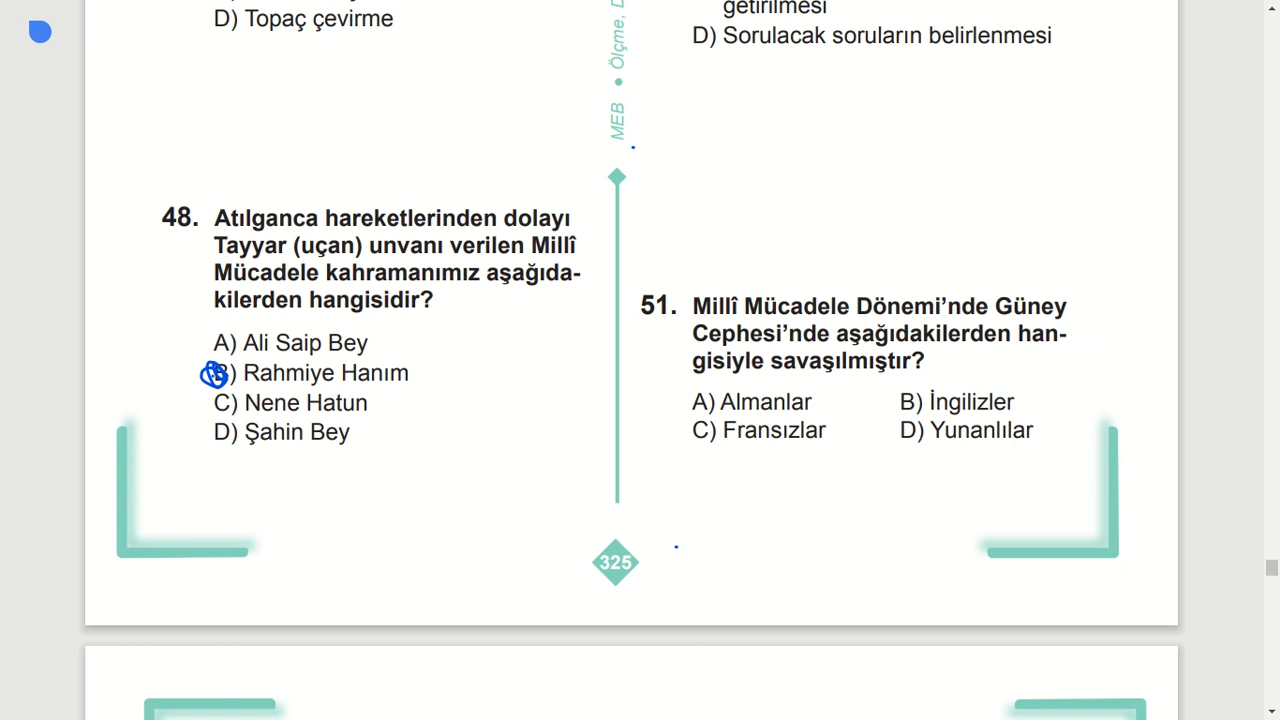 D) Topaç çevirme
48. Atılganca hareketlerinden dolayı
Tayyar (uçan) unvanı verilen Millî
Mücadele kahramanımız aşağıda-
kilerden hangisidir?
A) Ali Saip Bey
B) Rahmiye Hanım
C) Nene Hatun
D) Şahin Bey
MEB ● Ölçme, D
getirilmesi
D) Sorulacak soruların belirlenmesi
51. Millî Mücadele Dönemi’nde Güney
Cephesi’nde aşağıdakilerden han-
gisiyle savaşılmıştır?
A) Almanlar B) İngilizler
C) Fransızlar D) Yunanlılar
325